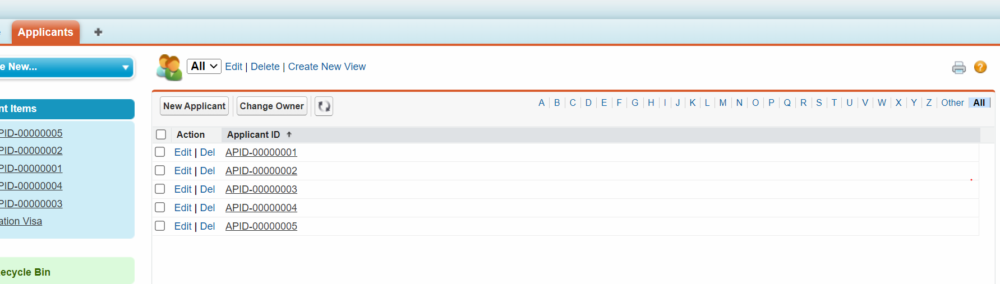 Applicants
e New...
All Edit | Delete | Create New View
?
nt Items
New Applicant Change Owner
A B C D E F G H I J K L M N O P Q R S T U V W X Y Z Other All
PID-00000005
PID-00000002
PID-00000001
PID-00000004
PID-00000003
ation Visa
ecycle Bin
Action Applicant ID
Edit | Del APID-00000001
Edit | Del APID-00000002
Edit | Del APID-00000003
Edit | Del APID-00000004
Edit | Del APID-00000005